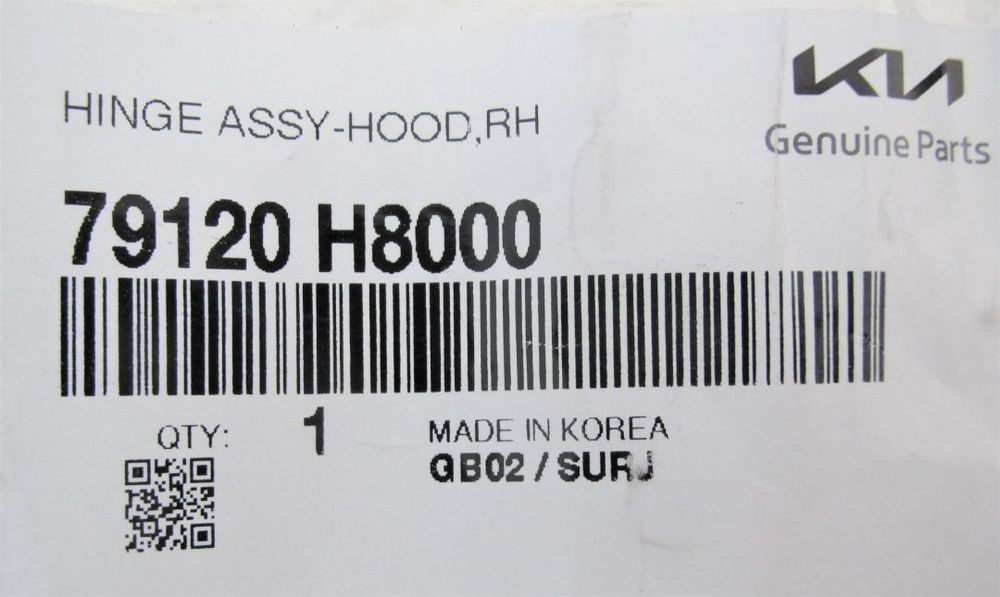 KIA
Genuine Parts
HINGE ASSY-HOOD,RH
79120 H8000
QTY: 1
MADE IN KOREA
GB02 / SURJ